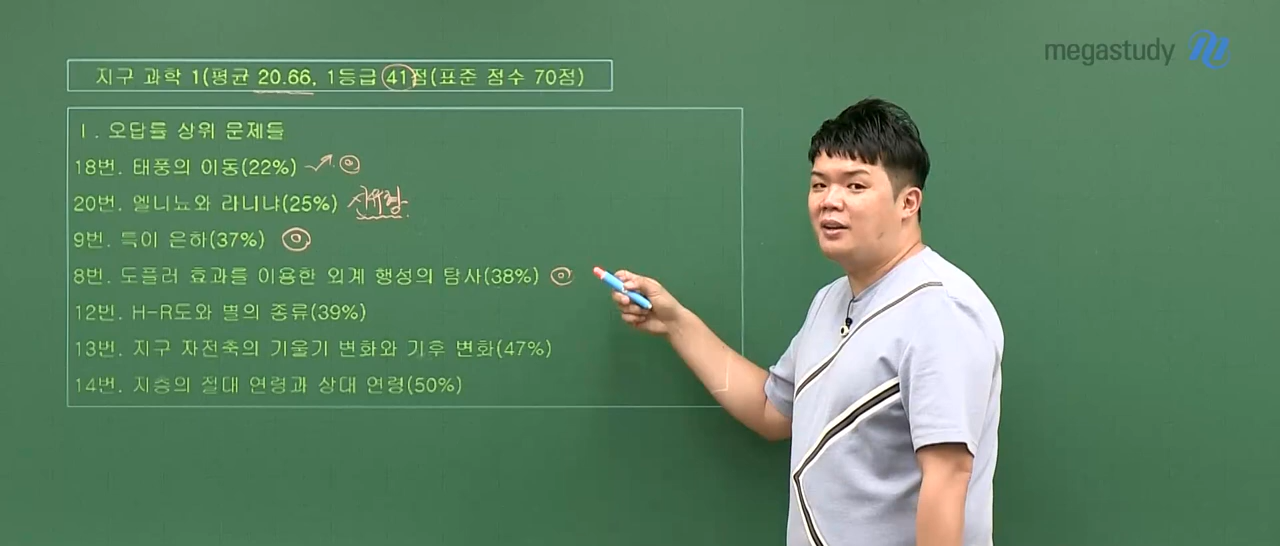 megastudy
지구 과학 1(평균 20.66, 1등급 41점(표준 점수 70점)
Ⅰ. 오답률 상위 문제들
18번. 태풍의 이동(22%)
20번. 엘니뇨와 라니냐(25%)
9번. 특이 은하(37%)
8번. 도플러 효과를 이용한 외계 행성의 탐사(38%)
12번. H-R도와 별의 종류(39%)
13번. 지구 자전축의 기울기 변화와 기후 변화(47%)
14번. 지층의 절대 연령과 상대 연령(50%)